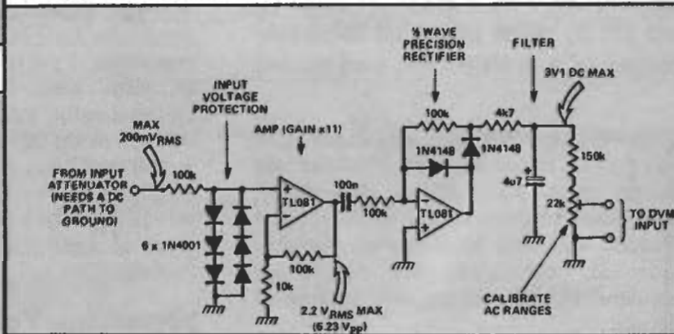 ½ WAVE
PRECISION
RECTIFIER
FILTER
3V1 DC MAX
INPUT
VOLTAGE
PROTECTION
100k
4k7
MAX
200mVRMS
AMP (GAIN x11)
1N4148
1N4148
150k
FROM INPUT
ATTENUATOR
(NEEDS A DC
PATH TO
GROUND)
100k
100n
100k
+
TL081
−
−
TL081
+
+
4u7
22k
TO DVM
INPUT
6 x 1N4001
100k
10k
2.2 VRMS MAX
(6.23 Vpp)
CALIBRATE
AC RANGES